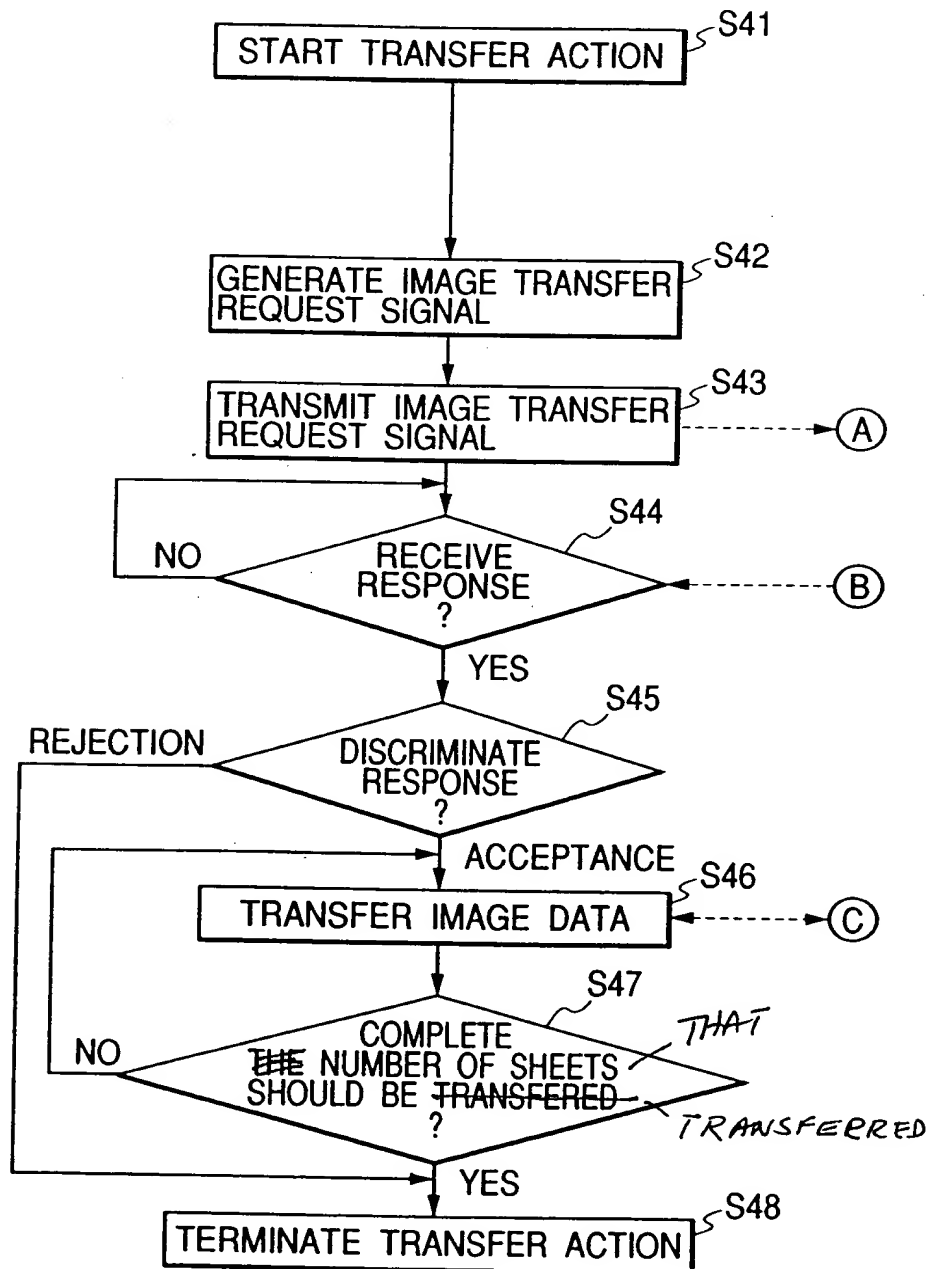 S41
START TRANSFER ACTION
S42
GENERATE IMAGE TRANSFER
REQUEST SIGNAL
S43
TRANSMIT IMAGE TRANSFER
REQUEST SIGNAL
A
S44
NO
RECEIVE
RESPONSE
?
B
YES
S45
REJECTION
DISCRIMINATE
RESPONSE
?
ACCEPTANCE
S46
TRANSFER IMAGE DATA
C
S47
COMPLETE
THAT
NO
THE NUMBER OF SHEETS
SHOULD BE TRANSFERED
?
TRANSFERRED
YES
S48
TERMINATE TRANSFER ACTION